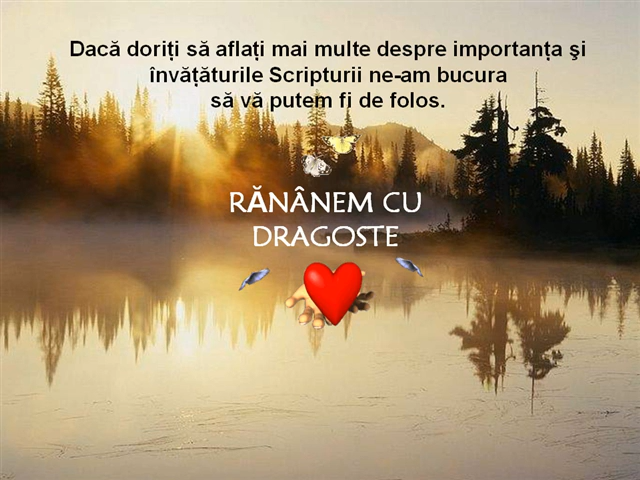 Dacă doriți să aflați mai multe despre importanța şi
învățăturile Scripturii ne-am bucura
să vă putem fi de folos.
RĂNÂNEM CU
DRAGOSTE